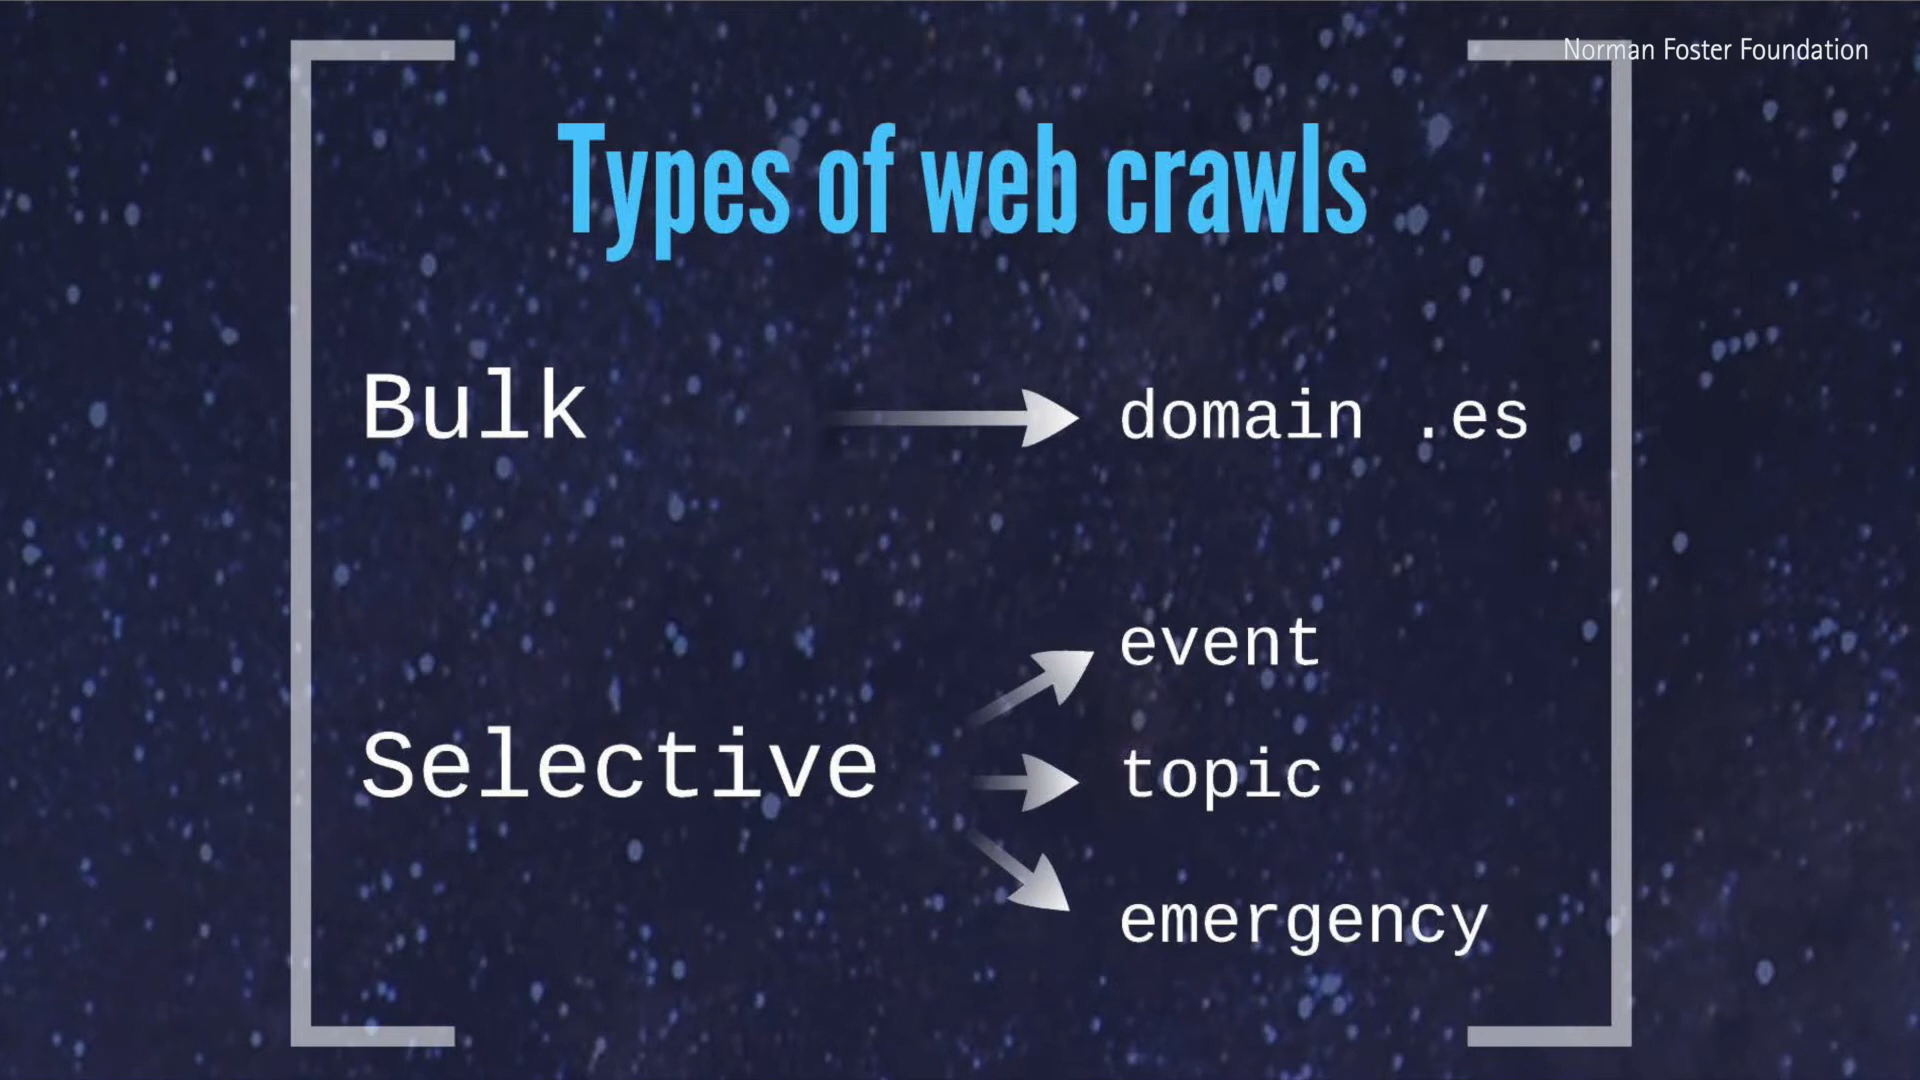 Norman Foster Foundation
Types of web crawls
Bulk
domain .es
Selective
event
topic
emergency